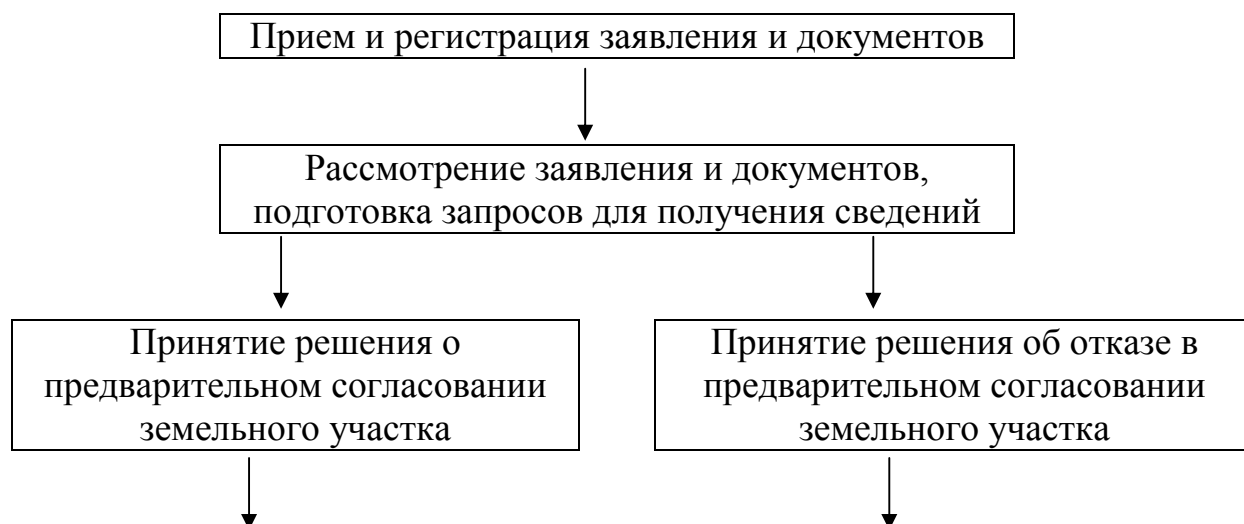 Прием и регистрация заявления и документов
Рассмотрение заявления и документов,
подготовка запросов для получения сведений
Принятие решения о
предварительном согласовании
земельного участка
Принятие решения об отказе в
предварительном согласовании
земельного участка